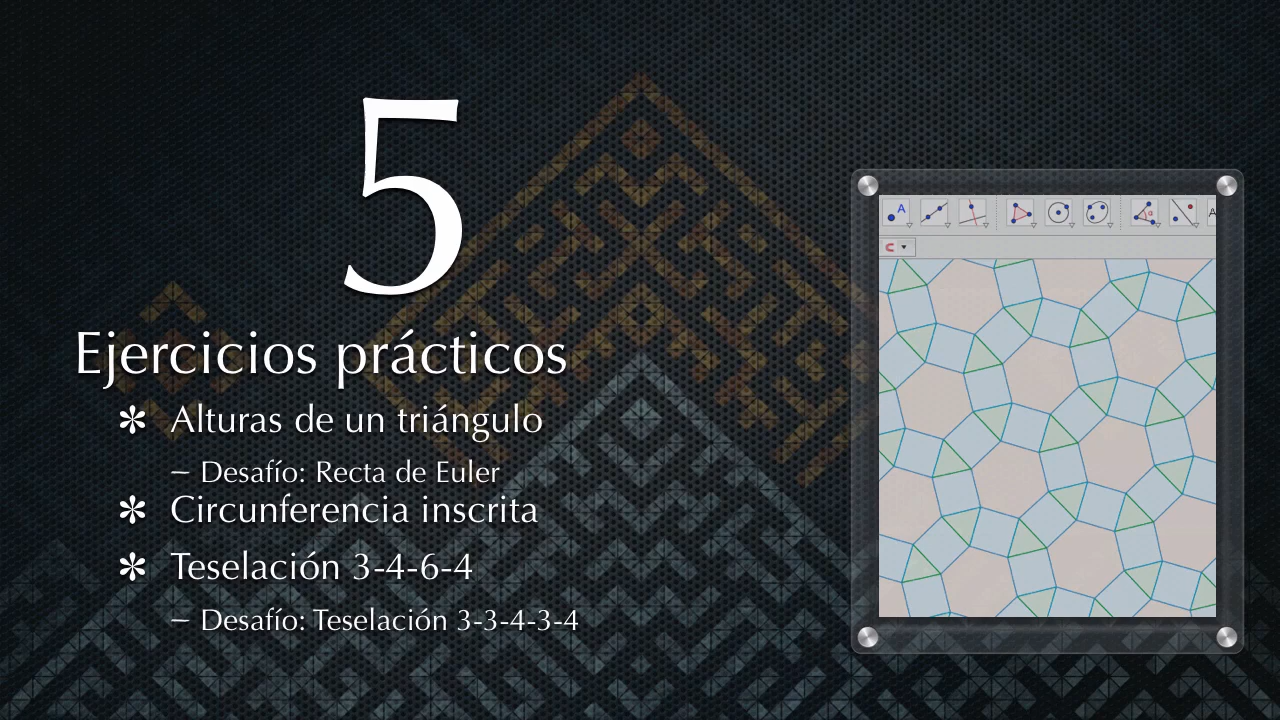 5
Ejercicios prácticos
✻ Alturas de un triángulo
– Desafío: Recta de Euler
✻ Circunferencia inscrita
✻ Teselación 3-4-6-4
– Desafío: Teselación 3-3-4-3-4
A
α
A